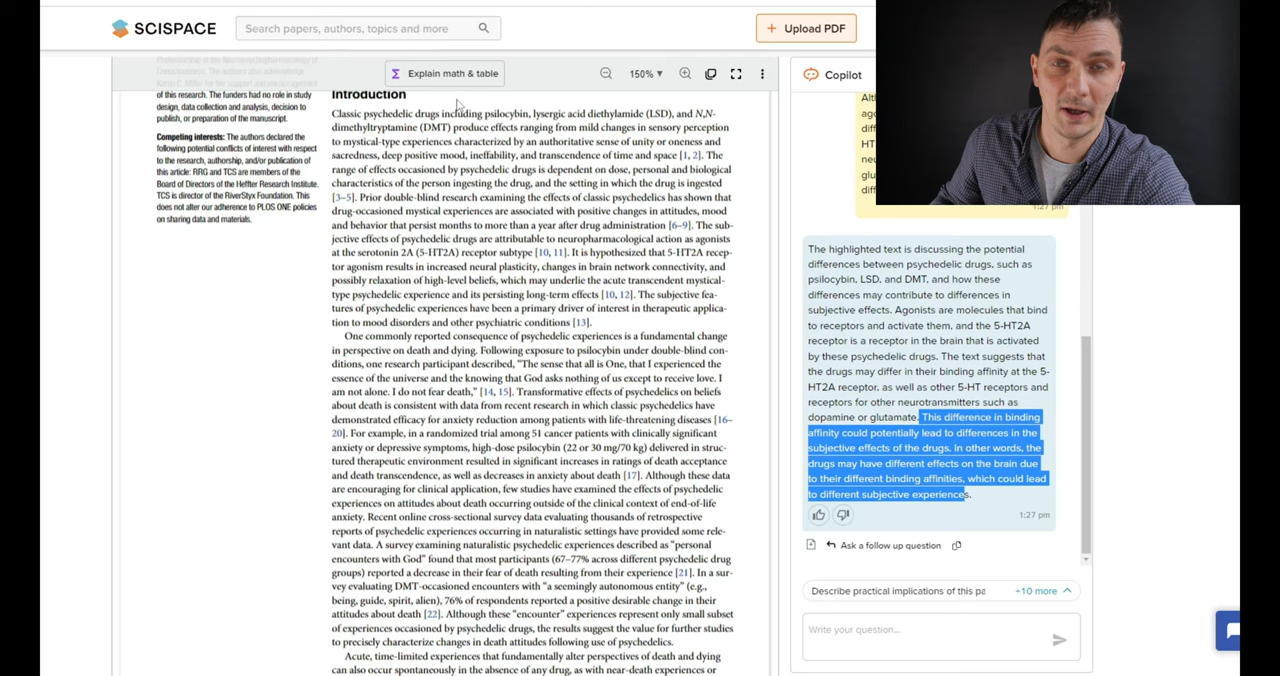 SCISPACE
Search papers, authors, topics and more
+ Upload PDF
Professorship in the Neuropsychopharmacology of
Consciousness. The authors also acknowledge
of this research. The funders had no role in study
design, data collection and analysis, decision to
publish, or preparation of the manuscript.
Competing interests: The authors declared the
following potential conflicts of interest with respect
to the research, authorship, and/or publication of
this article: RRG and TCS are members of the
Board of Directors of the Heffter Research Institute.
TCS is director of the RiverStyx Foundation. This
does not alter our adherence to PLOS ONE policies
on sharing data and materials.
Σ Explain math & table
150%
Introduction
Classic psychedelic drugs including psilocybin, lysergic acid diethylamide (LSD), and N,N-
dimethyltryptamine (DMT) produce effects ranging from mild changes in sensory perception
to mystical-type experiences characterized by an authoritative sense of unity or oneness and
sacredness, deep positive mood, ineffability, and transcendence of time and space [1, 2]. The
range of effects occasioned by psychedelic drugs is dependent on dose, personal and biological
characteristics of the person ingesting the drug, and the setting in which the drug is ingested
[3–5]. Prior double-blind research examining the effects of classic psychedelics has shown that
drug-occasioned mystical experiences are associated with positive changes in attitudes, mood
and behavior that persist months to more than a year after drug administration [6–9]. The sub-
jective effects of psychedelic drugs are attributable to neuropharmacological action as agonists
at the serotonin 2A (5-HT2A) receptor subtype [10, 11]. It is hypothesized that 5-HT2A recep-
tor agonism results in increased neural plasticity, changes in brain network connectivity, and
possibly relaxation of high-level beliefs, which may underlie the acute transcendent mystical-
type psychedelic experience and its persisting long-term effects [10, 12]. The subjective fea-
tures of psychedelic experiences have been a primary driver of interest in therapeutic applica-
tion to mood disorders and other psychiatric conditions [13].
One commonly reported consequence of psychedelic experiences is a fundamental change
in perspective on death and dying. Following exposure to psilocybin under double-blind con-
ditions, one research participant described, "The sense that all is One, that I experienced the
essence of the universe and the knowing that God asks nothing of us except to receive love. I
am not alone. I do not fear death," [14, 15]. Transformative effects of psychedelics on beliefs
about death is consistent with data from recent research in which classic psychedelics have
demonstrated efficacy for anxiety reduction among patients with life-threatening diseases [16–
20]. For example, in a randomized trial among 51 cancer patients with clinically significant
anxiety or depressive symptoms, high-dose psilocybin (22 or 30 mg/70 kg) delivered in struc-
tured therapeutic environment resulted in significant increases in ratings of death acceptance
and death transcendence, as well as decreases in anxiety about death [17]. Although these data
are encouraging for clinical application, few studies have examined the effects of psychedelic
experiences on attitudes about death occurring outside of the clinical context of end-of-life
anxiety. Recent online cross-sectional survey data evaluating thousands of retrospective
reports of psychedelic experiences occurring in naturalistic settings have provided some rele-
vant data. A survey examining naturalistic psychedelic experiences described as "personal
encounters with God" found that most participants (67–77% across different psychedelic drug
groups) reported a decrease in their fear of death resulting from their experience [21]. In a sur-
vey evaluating DMT-occasioned encounters with "a seemingly autonomous entity" (e.g.,
being, guide, spirit, alien), 76% of respondents reported a positive desirable change in their
attitudes about death [22]. Although these "encounter" experiences represent only small subset
of experiences occasioned by psychedelic drugs, the results suggest the value for further studies
to precisely characterize changes in death attitudes following use of psychedelics.
Acute, time-limited experiences that fundamentally alter perspectives of death and dying
can also occur spontaneously in the absence of any drug, as with near-death experiences or
Copilot
1:27 pm
The highlighted text is discussing the potential
differences between psychedelic drugs, such as
psilocybin, LSD, and DMT, and how these
differences may contribute to differences in
subjective effects. Agonists are molecules that bind
to receptors and activate them, and the 5-HT2A
receptor is a receptor in the brain that is activated
by these psychedelic drugs. The text suggests that
the drugs may differ in their binding affinity at the 5-
HT2A receptor, as well as other 5-HT receptors and
receptors for other neurotransmitters such as
dopamine or glutamate. This difference in binding
affinity could potentially lead to differences in the
subjective effects of the drugs. In other words, the
drugs may have different effects on the brain due
to their different binding affinities, which could lead
to different subjective experiences.
1:27 pm
Ask a follow up question
Describe practical implications of this pa
+10 more
Write your question...